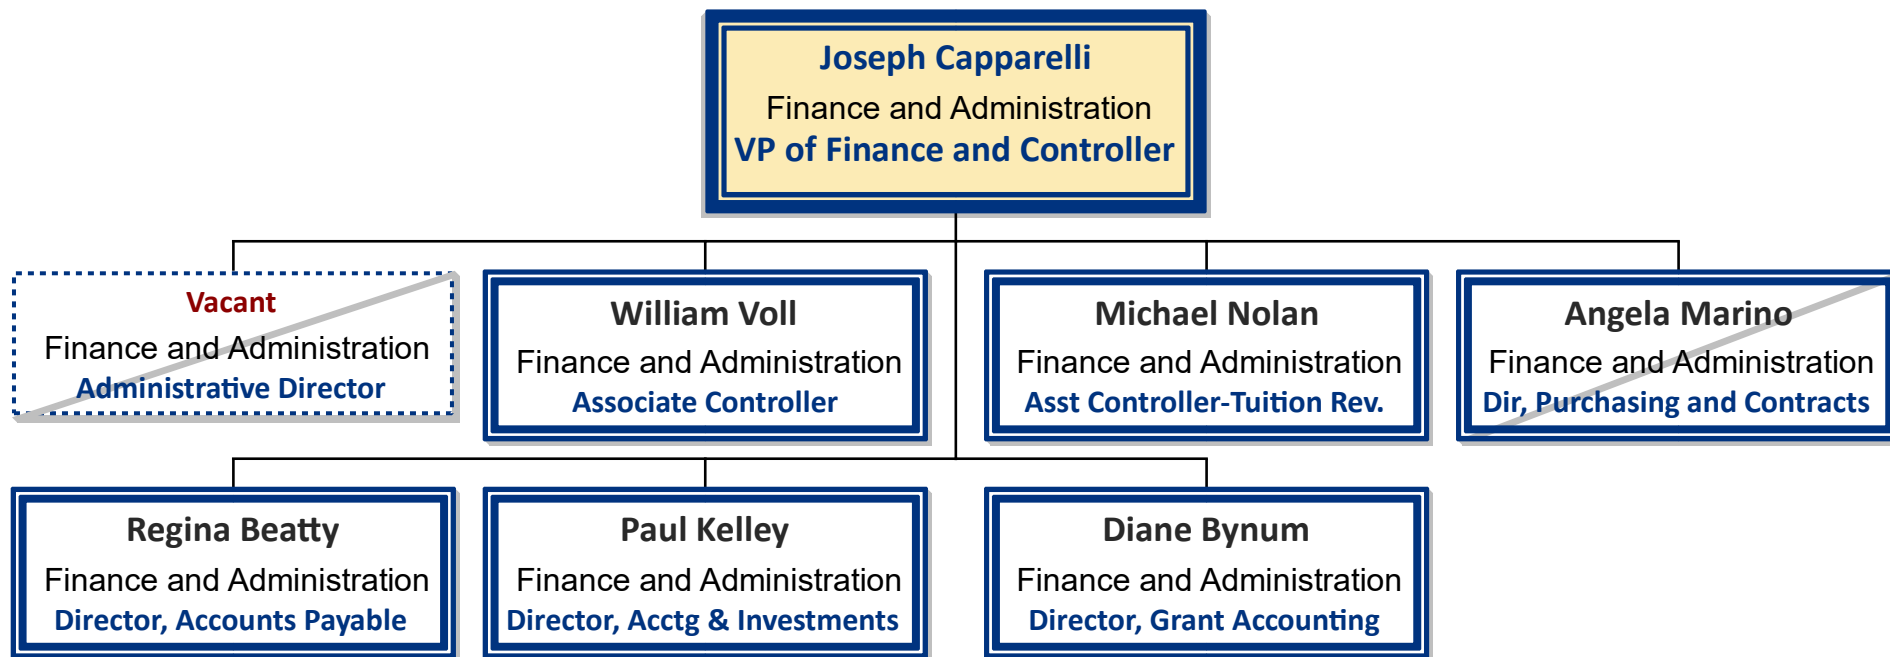 Joseph Capparelli
Finance and Administration
VP of Finance and Controller
Vacant
Finance and Administration
Administrative Director
William Voll
Finance and Administration
Associate Controller
Michael Nolan
Finance and Administration
Asst Controller-Tuition Rev.
Angela Marino
Finance and Administration
Dir, Purchasing and Contracts
Regina Beatty
Finance and Administration
Director, Accounts Payable
Paul Kelley
Finance and Administration
Director, Acctg & Investments
Diane Bynum
Finance and Administration
Director, Grant Accounting